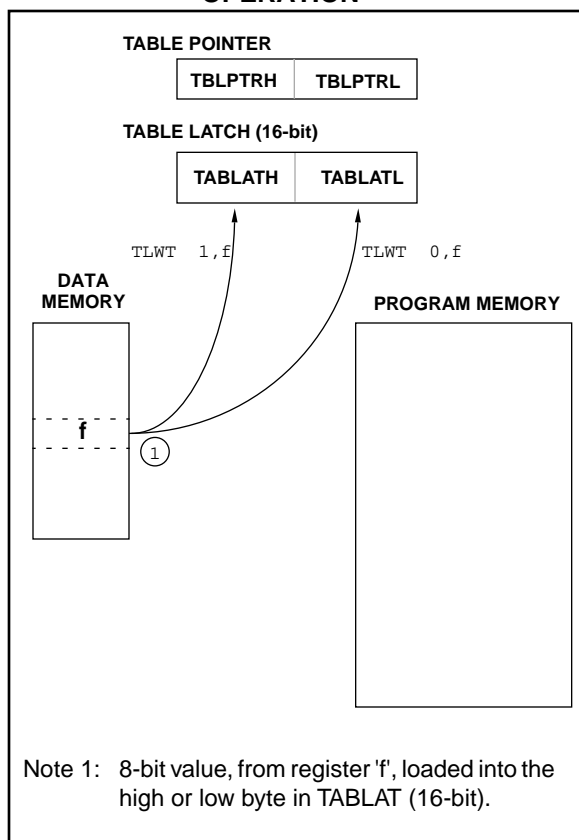 OPERATION
TABLE POINTER
TBLPTRH TBLPTRL
TABLE LATCH (16-bit)
TABLATH TABLATL
TLWT 1,f TLWT 0,f
DATA
MEMORY
PROGRAM MEMORY
f
1
Note 1: 8-bit value, from register 'f', loaded into the
high or low byte in TABLAT (16-bit).